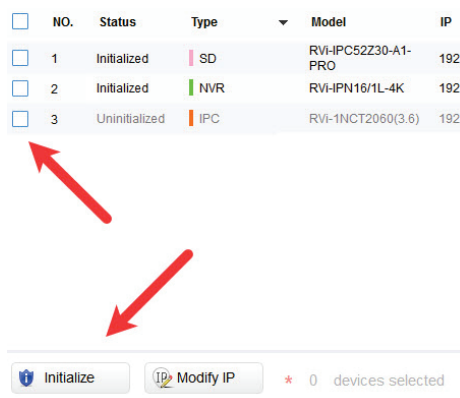 NO. Status Type Model IP
1 Initialized SD RVi-IPC52Z30-A1-PRO 192
2 Initialized NVR RVi-IPN16/1L-4K 192
3 Uninitialized IPC RVi-1NCT2060(3.6) 192
Initialize Modify IP * 0 devices selected